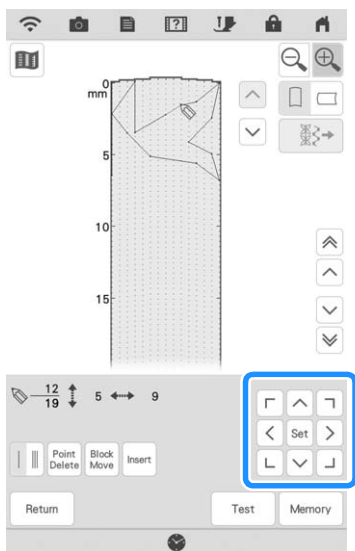 0
mm
5
10
15
12
19
5
9
Set
Point
Delete
Block
Move
Insert
Return
Test
Memory